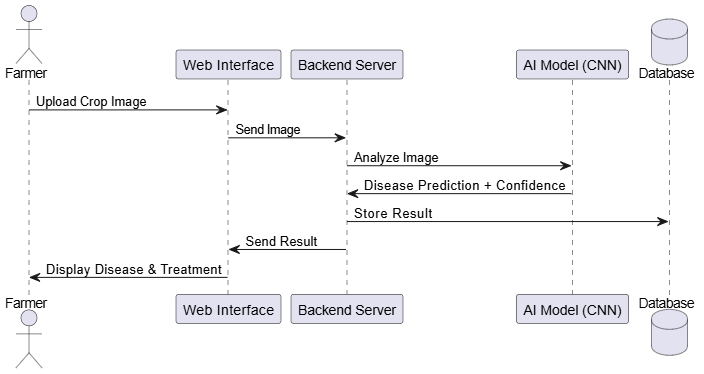 Farmer
Web Interface
Backend Server
AI Model (CNN)
Database
Upload Crop Image
Send Image
Analyze Image
Disease Prediction + Confidence
Store Result
Send Result
Display Disease & Treatment
Farmer
Web Interface
Backend Server
AI Model (CNN)
Database